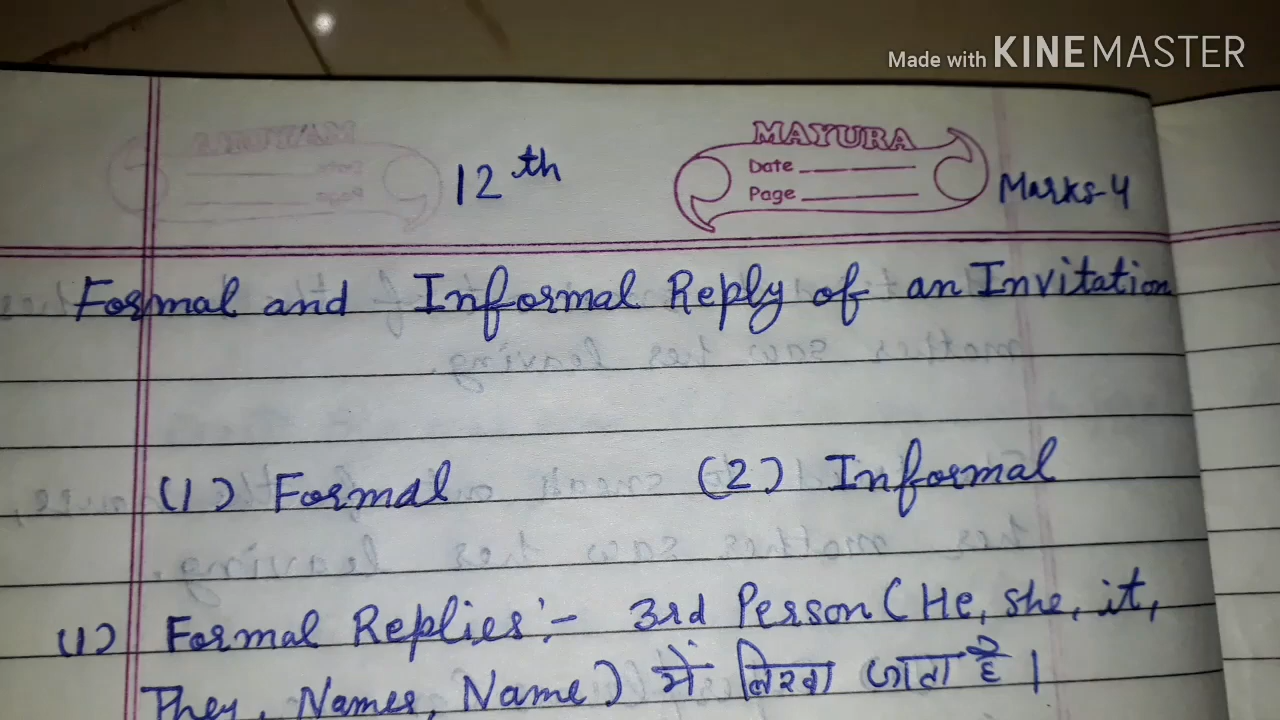 Made with KINEMASTER
MAYURA
12th
Date
Page
Marks-4
Formal and Informal Reply of an Invitation
(1) Formal (2) Informal
(1) Formal Replies :- 3rd Person (He, she, it,
They, Names, Name) में लिखा जाता है।